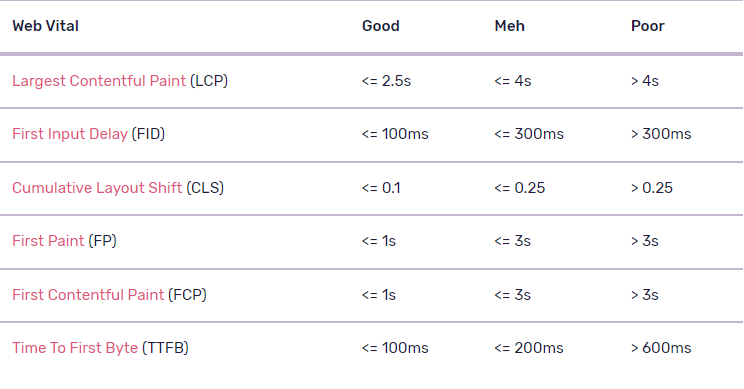 Web Vital Good Meh Poor
Largest Contentful Paint (LCP) <= 2.5s <= 4s > 4s
First Input Delay (FID) <= 100ms <= 300ms > 300ms
Cumulative Layout Shift (CLS) <= 0.1 <= 0.25 > 0.25
First Paint (FP) <= 1s <= 3s > 3s
First Contentful Paint (FCP) <= 1s <= 3s > 3s
Time To First Byte (TTFB) <= 100ms <= 200ms > 600ms